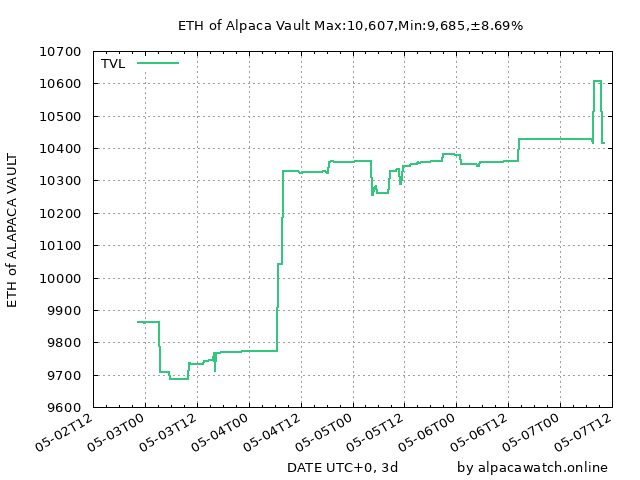 ETH of Alpaca Vault Max:10,607,Min:9,685,±8.69%
TVL
10700
10600
10500
10400
10300
10200
10100
10000
9900
9800
9700
9600
ETH of ALAPACA VAULT
05-02T12
05-03T00
05-03T12
05-04T00
05-04T12
05-05T00
05-05T12
05-06T00
05-06T12
05-07T00
05-07T12
DATE UTC+0, 3d
by alpacawatch.online